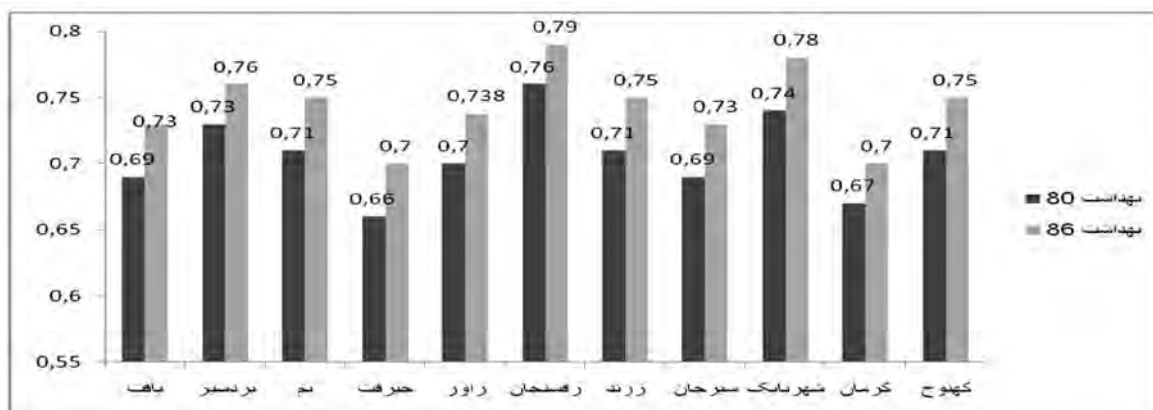 0,8
0,75
0,7
0,65
0,6
0,55
0,69
0,73
0,73
0,76
0,71
0,75
0,66
0,7
0,7
0,738
0,76
0,79
0,71
0,75
0,69
0,73
0,74
0,78
0,67
0,7
0,71
0,75
بافت
بردسیر
بم
جیرفت
راور
رفسنجان
زرند
سیرجان
شهربابک
کرمان
کهنوج
بهداشت 80
بهداشت 86